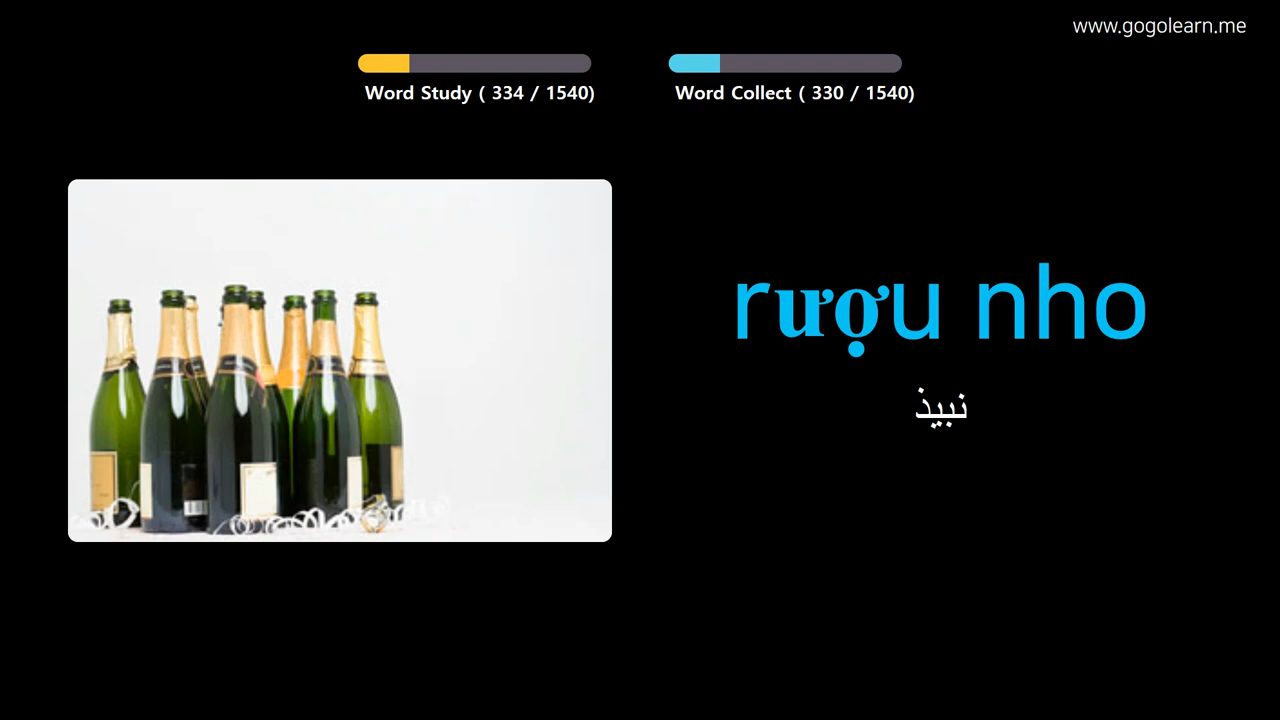 www.gogolearn.me
Word Study ( 334 / 1540)
Word Collect ( 330 / 1540)
rượu nho
نبيذ